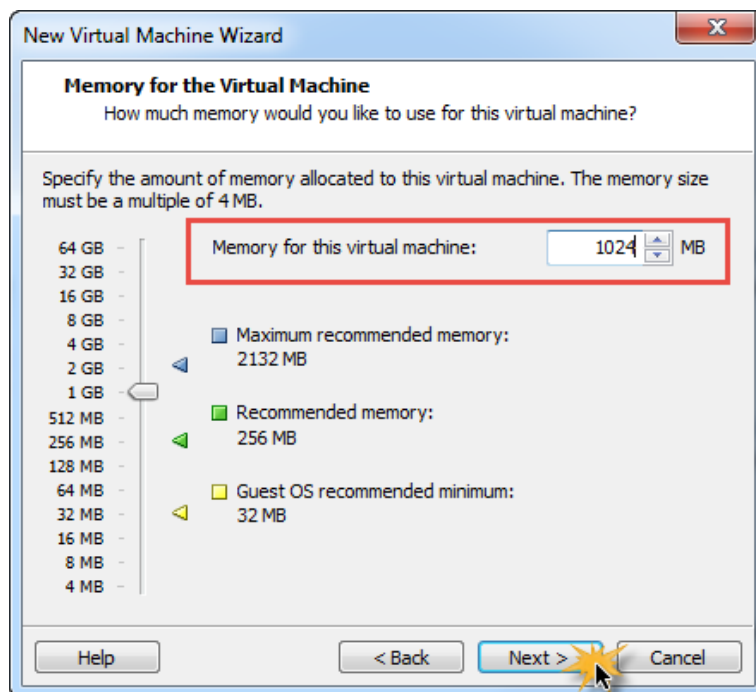 New Virtual Machine Wizard
X
Memory for the Virtual Machine
How much memory would you like to use for this virtual machine?
Specify the amount of memory allocated to this virtual machine. The memory size
must be a multiple of 4 MB.
Memory for this virtual machine: 1024 MB
64 GB
32 GB
16 GB
8 GB
4 GB
2 GB
1 GB
512 MB
256 MB
128 MB
64 MB
32 MB
16 MB
8 MB
4 MB
Maximum recommended memory:
2132 MB
Recommended memory:
256 MB
Guest OS recommended minimum:
32 MB
Help < Back Next > Cancel